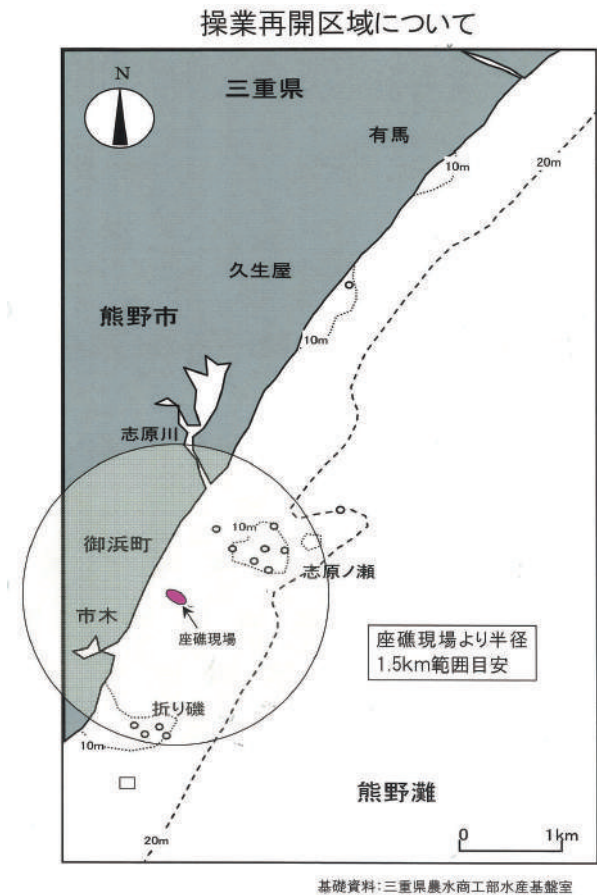 操業再開区域について
N
三重県
有馬
10m
20m
久生屋
熊野市
10m
志原川
10m
御浜町
志原ノ瀬
市木
座礁現場
座礁現場より半径
1.5km範囲目安
折り磯
10m
熊野灘
20m
0 1km
基礎資料:三重県農水商工部水産基盤室